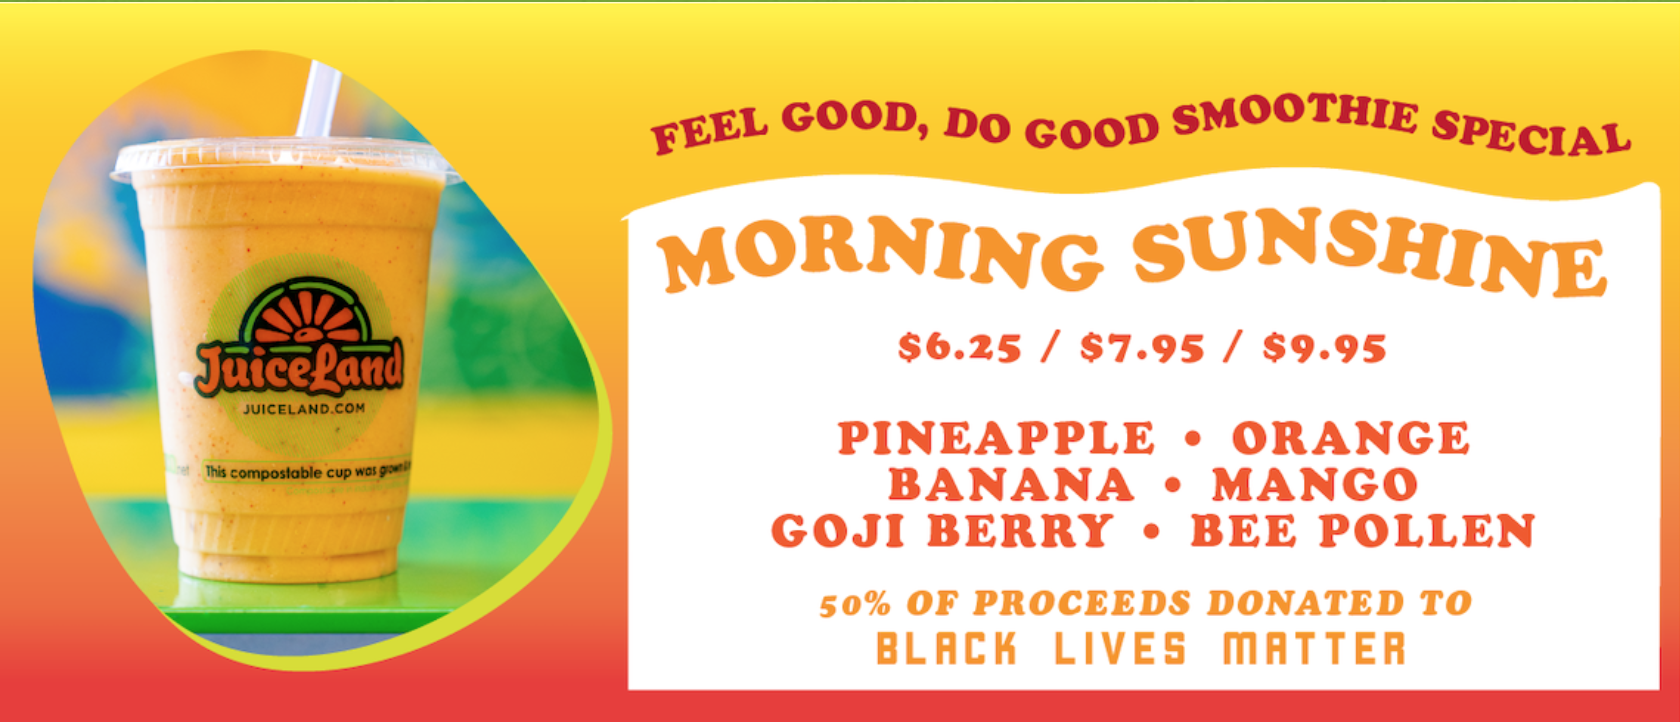 FEEL GOOD, DO GOOD SMOOTHIE SPECIAL
MORNING SUNSHINE
$6.25 / $7.95 / $9.95
PINEAPPLE • ORANGE
BANANA • MANGO
GOJI BERRY • BEE POLLEN
50% OF PROCEEDS DONATED TO
BLACK LIVES MATTER
JuiceLand
JUICELAND.COM
This compostable cup was grown